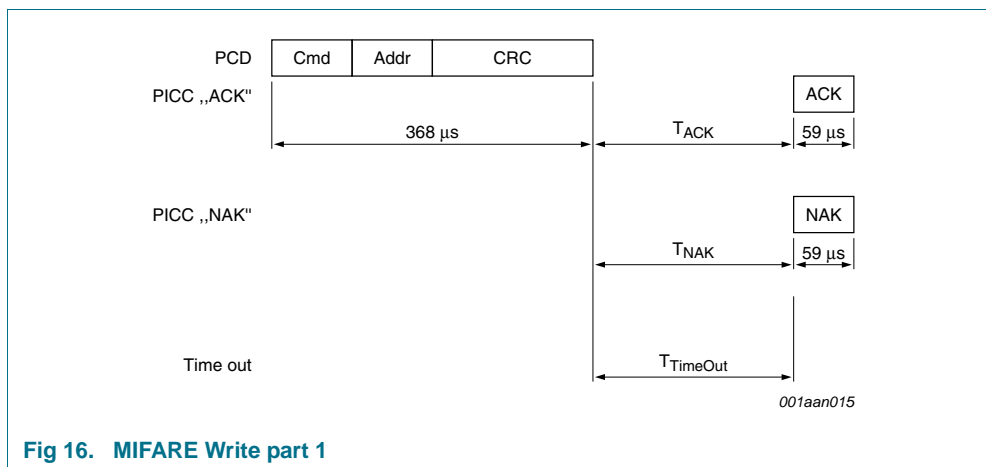 PCD Cmd Addr CRC
PICC ,,ACK" ACK
368 μs TACK 59 μs
PICC ,,NAK" NAK
TNAK 59 μs
Time out TTimeOut
001aan015
Fig 16. MIFARE Write part 1